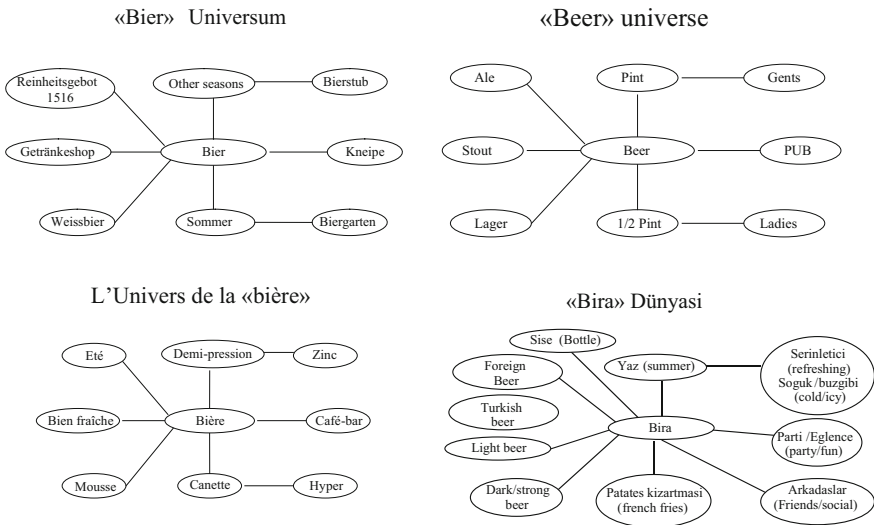 «Bier» Universum
Reinheitsgebot
1516
Other seasons
Bierstub
Getränkeshop
Bier
Kneipe
Weissbier
Sommer
Biergarten
«Beer» universe
Ale
Pint
Gents
Stout
Beer
PUB
Lager
1/2 Pint
Ladies
L'Univers de la «bière»
Eté
Demi-pression
Zinc
Bien fraîche
Bière
Café-bar
Mousse
Canette
Hyper
«Bira» Dünyasi
Sise (Bottle)
Foreign
Beer
Yaz (summer)
Serinletici
(refreshing)
Soguk/buzgibi
(cold/icy)
Turkish
beer
Bira
Parti /Eglence
(party/fun)
Light beer
Dark/strong
beer
Patates kizartmasi
(french fries)
Arkadaslar
(Friends/social)